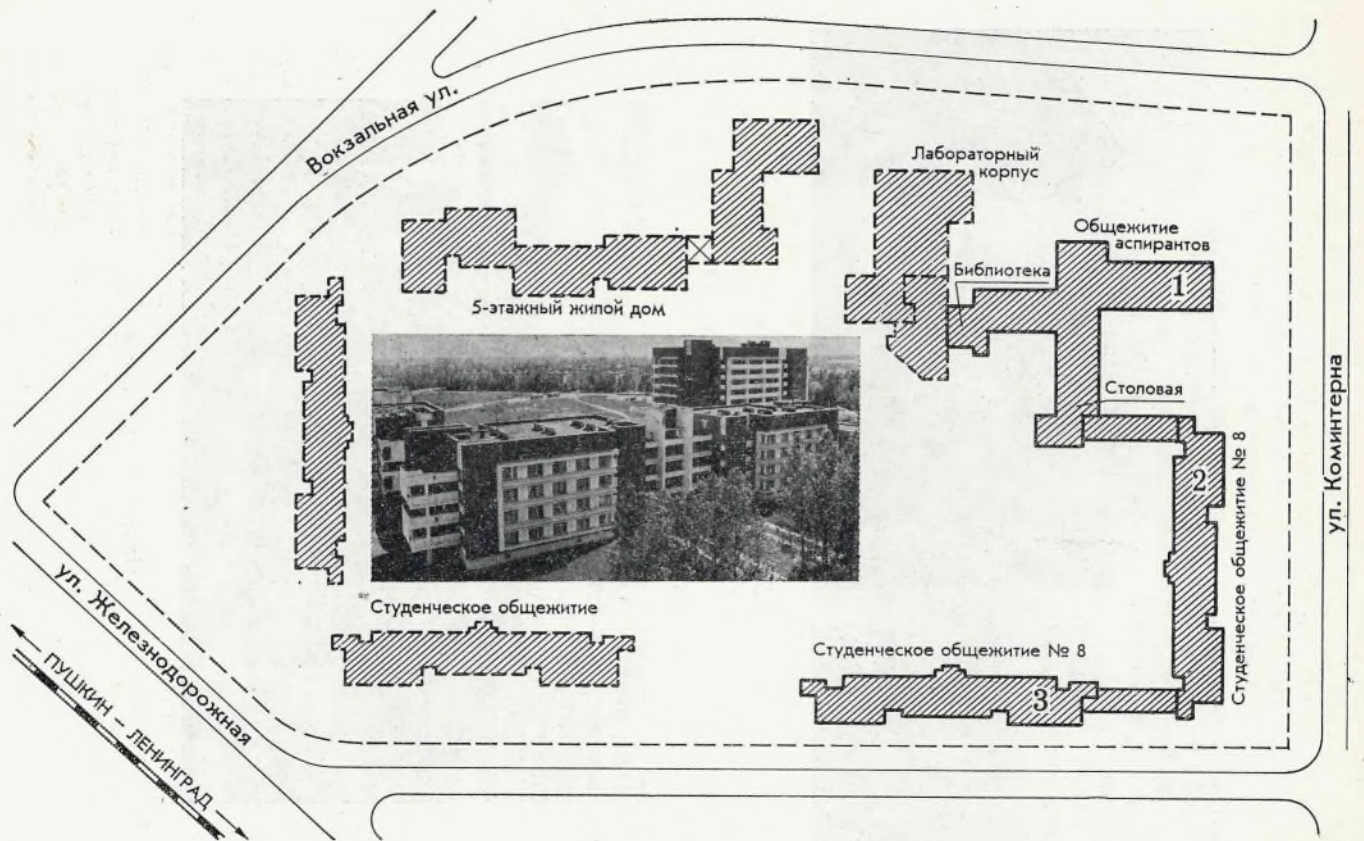 Вокзальная ул.
Лабораторный
корпус
Общежитие
аспирантов
Библиотека
1
5-этажный жилой дом
Столовая
ул. Коминтерна
2
Студенческое общежитие № 8
Студенческое общежитие
ул. Железнодорожная
Студенческое общежитие № 8
3
ПУШКИН – ЛЕНИНГРАД